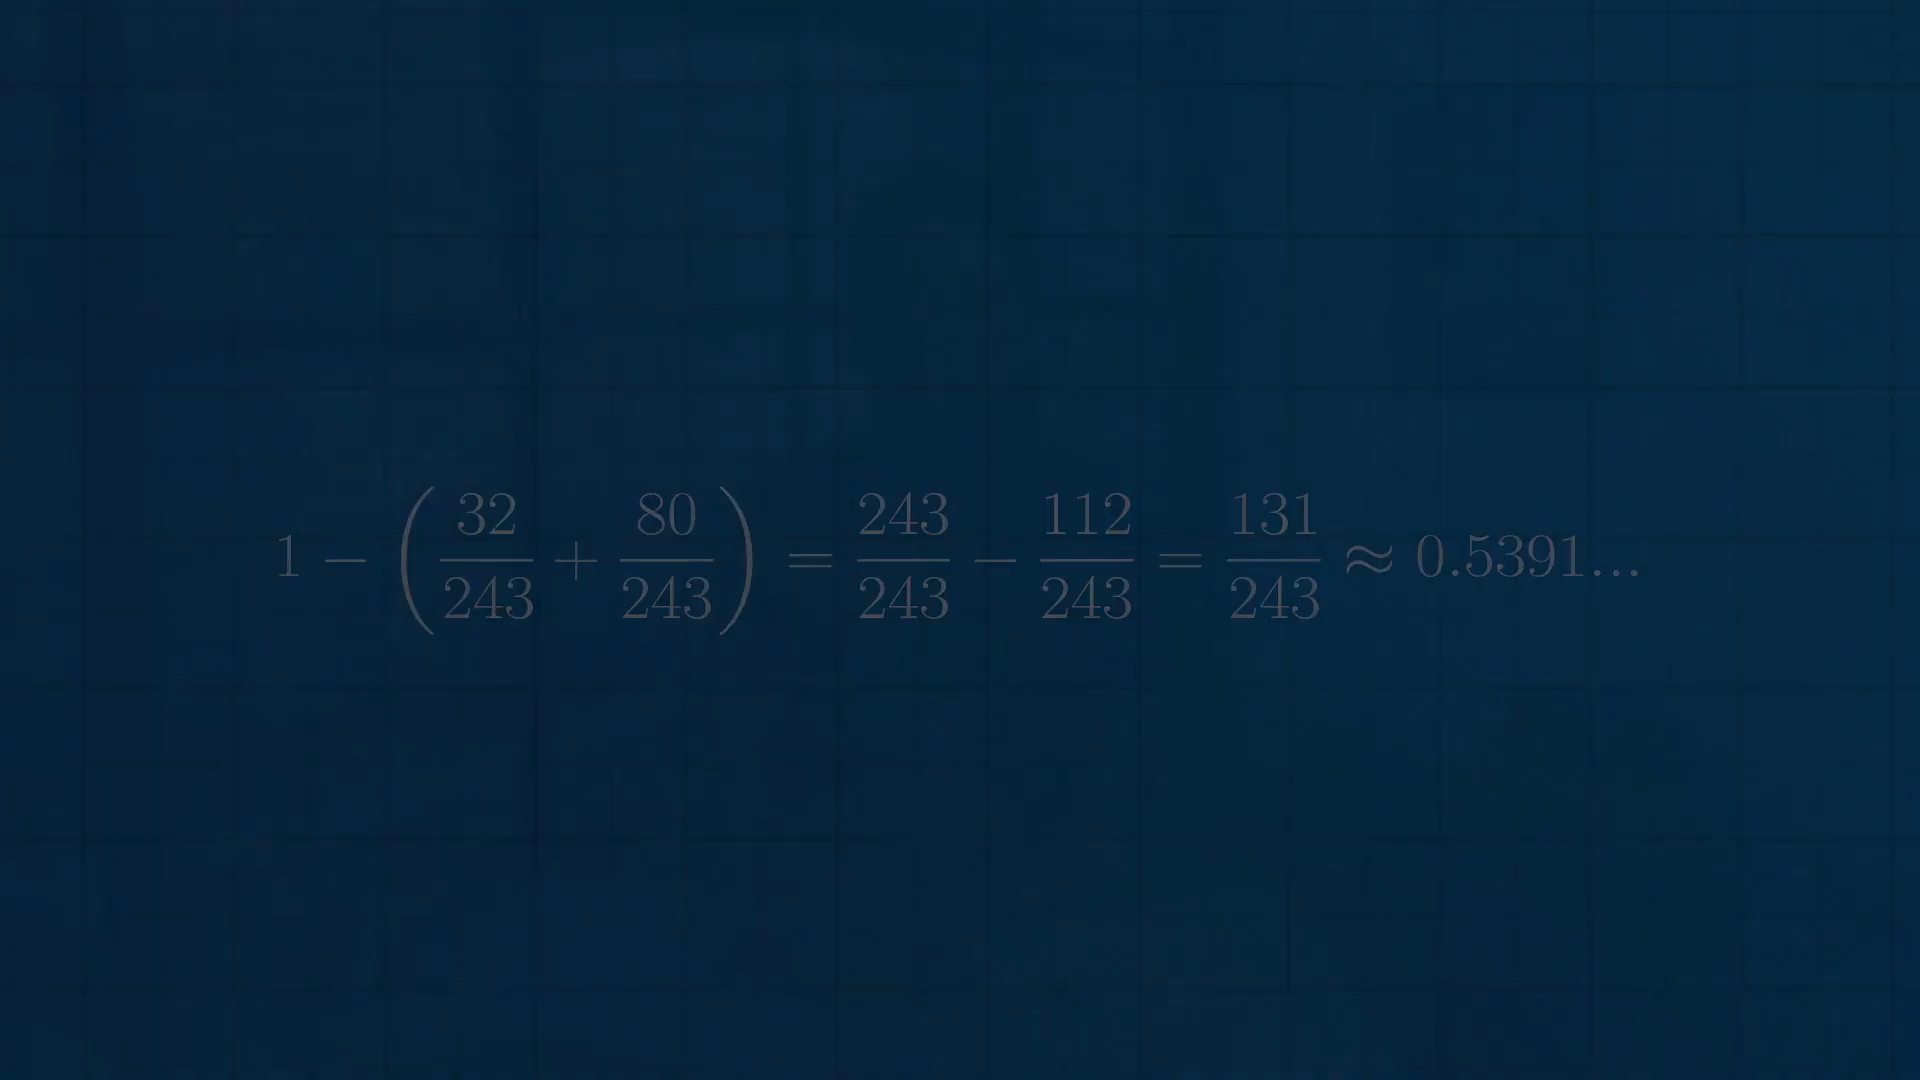 1 − (32/243 + 80/243) = 243/243 − 112/243 = 131/243 ≈ 0.5391...